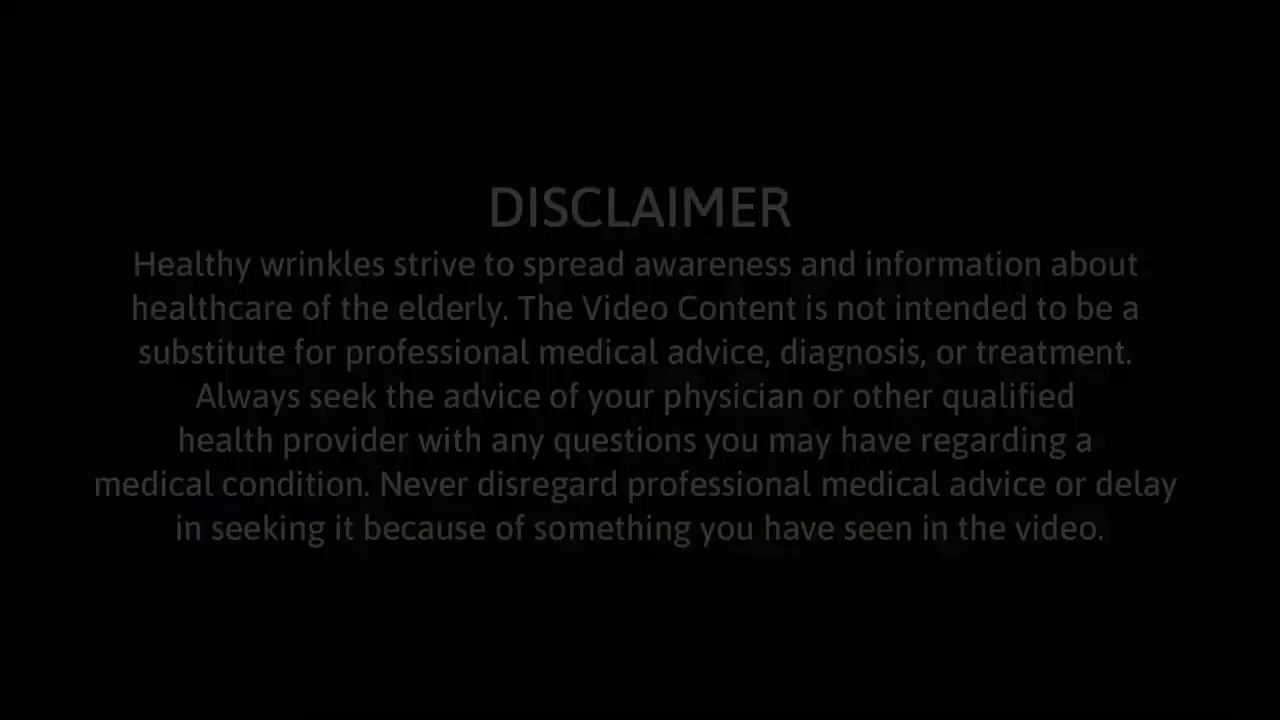 DISCLAIMER
Healthy wrinkles strive to spread awareness and information about
healthcare of the elderly. The Video Content is not intended to be a
substitute for professional medical advice, diagnosis, or treatment.
Always seek the advice of your physician or other qualified
health provider with any questions you may have regarding a
medical condition. Never disregard professional medical advice or delay
in seeking it because of something you have seen in the video.